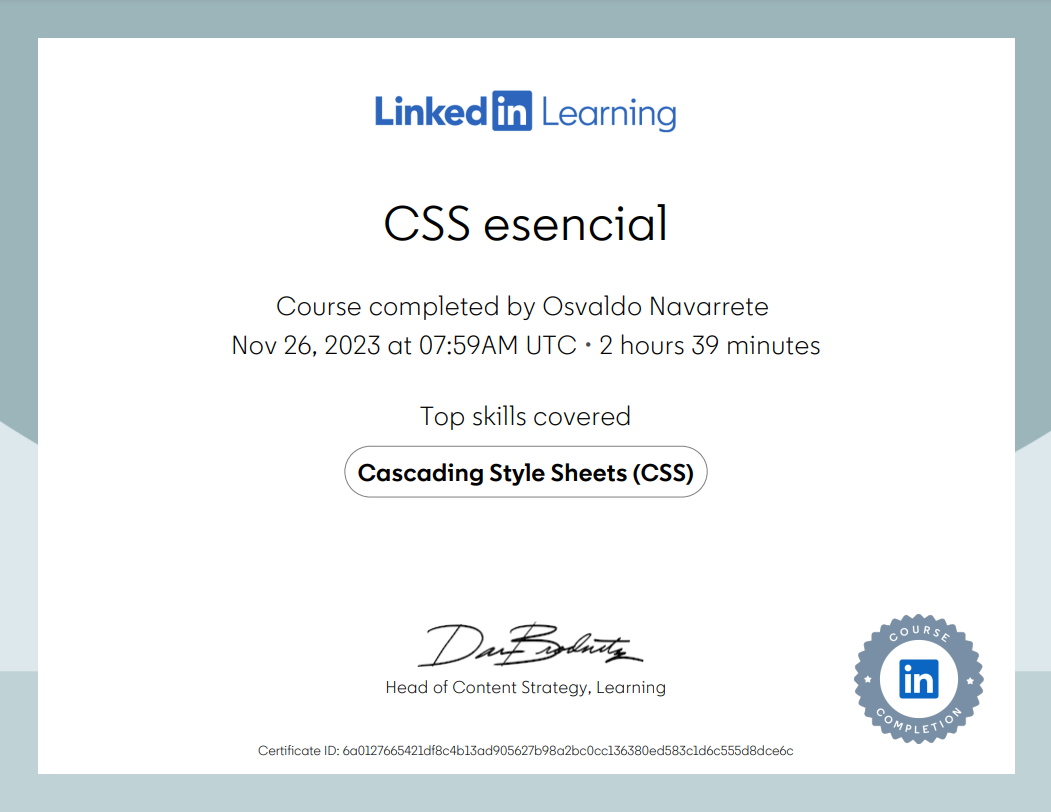 Linked in Learning
CSS esencial
Course completed by Osvaldo Navarrete
Nov 26, 2023 at 07:59AM UTC • 2 hours 39 minutes
Top skills covered
Cascading Style Sheets (CSS)
Head of Content Strategy, Learning
COURSE
in
COMPLETION
Certificate ID: 6a0127665421df8c4b13ad905627b98a2bc0cc136380ed583c1d6c555d8dce6c